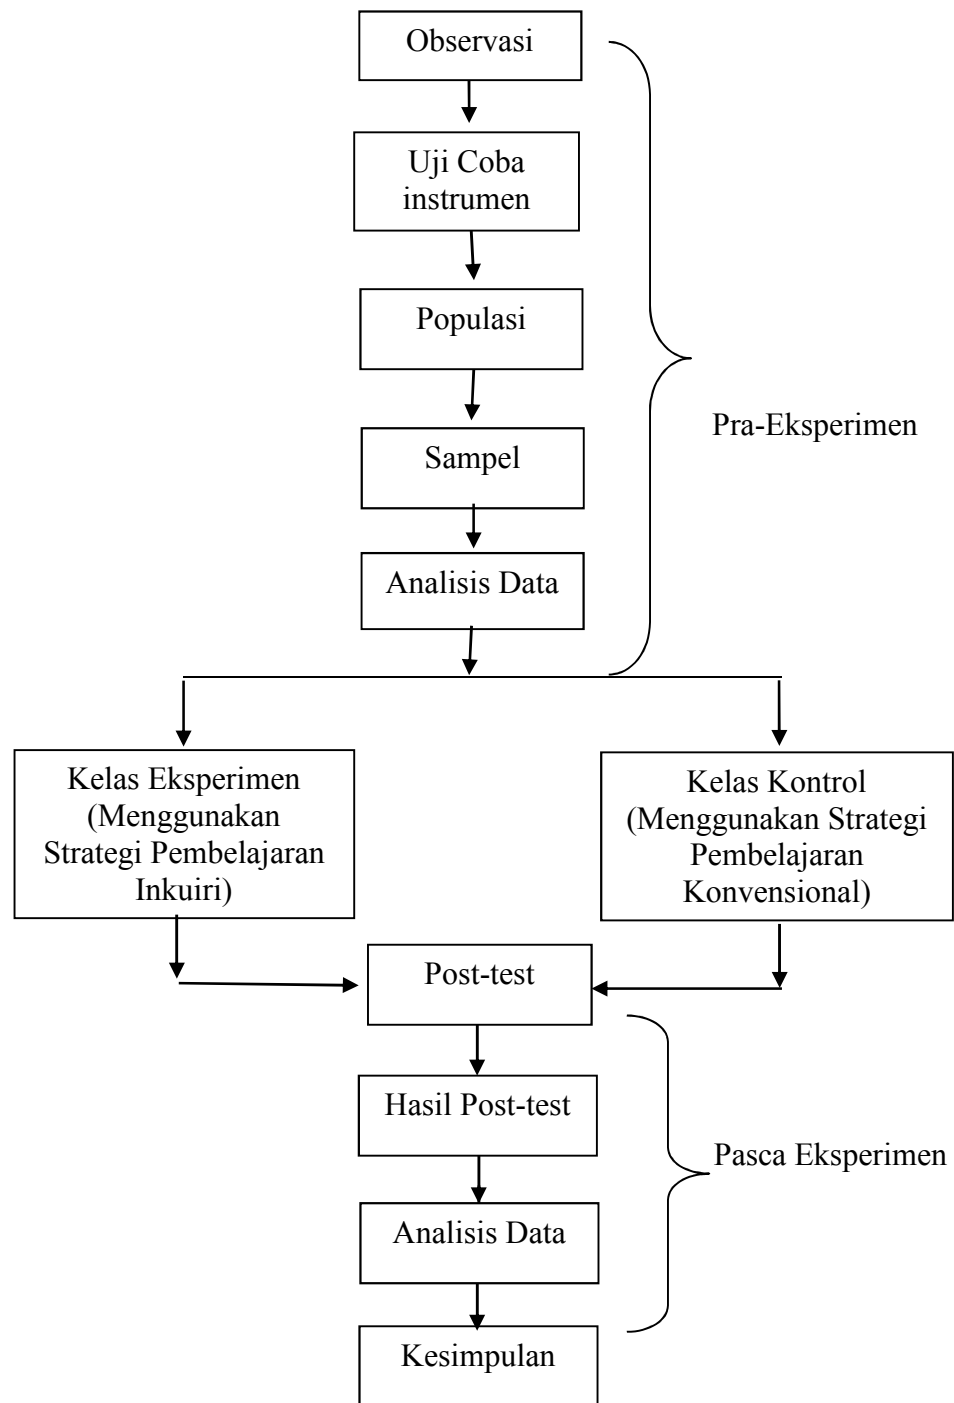 Observasi
Uji Coba
instrumen
Populasi
Pra-Eksperimen
Sampel
Analisis Data
Kelas Eksperimen
(Menggunakan
Strategi Pembelajaran
Inkuiri)
Kelas Kontrol
(Menggunakan Strategi
Pembelajaran
Konvensional)
Post-test
Hasil Post-test
Pasca Eksperimen
Analisis Data
Kesimpulan